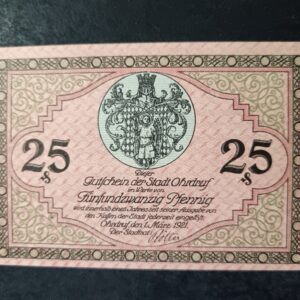 25 ₰
25 ₰
Dieser
Gutschein der Stadt Ohrdruf
im Werte von
Fünfundzwanzig Pfennig
wird innerhalb eines Jahres seit seiner Ausgabe von
den Kassen der Stadt jederzeit eingelöst.
Ohrdruf, den 1. März 1921.
Der Stadtrat: